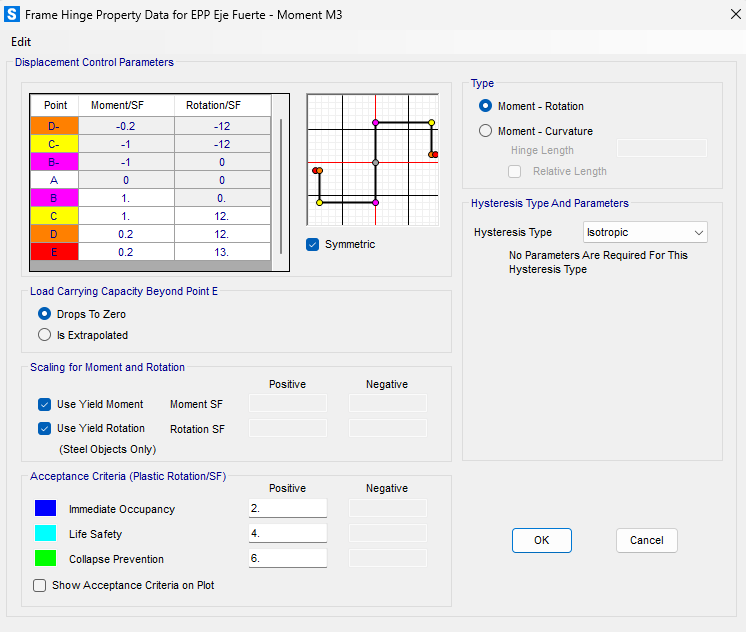 S Frame Hinge Property Data for EPP Eje Fuerte - Moment M3
Edit
Displacement Control Parameters
Point Moment/SF Rotation/SF
D- -0.2 -12
C- -1 -12
B- -1 0
A 0 0
B 1. 0.
C 1. 12.
D 0.2 12.
E 0.2 13.
Symmetric
Load Carrying Capacity Beyond Point E
Drops To Zero
Is Extrapolated
Scaling for Moment and Rotation
Positive Negative
Use Yield Moment Moment SF
Use Yield Rotation Rotation SF
(Steel Objects Only)
Acceptance Criteria (Plastic Rotation/SF)
Positive Negative
Immediate Occupancy 2.
Life Safety 4.
Collapse Prevention 6.
Show Acceptance Criteria on Plot
Type
Moment - Rotation
Moment - Curvature
Hinge Length
Relative Length
Hysteresis Type And Parameters
Hysteresis Type Isotropic
No Parameters Are Required For This
Hysteresis Type
OK Cancel